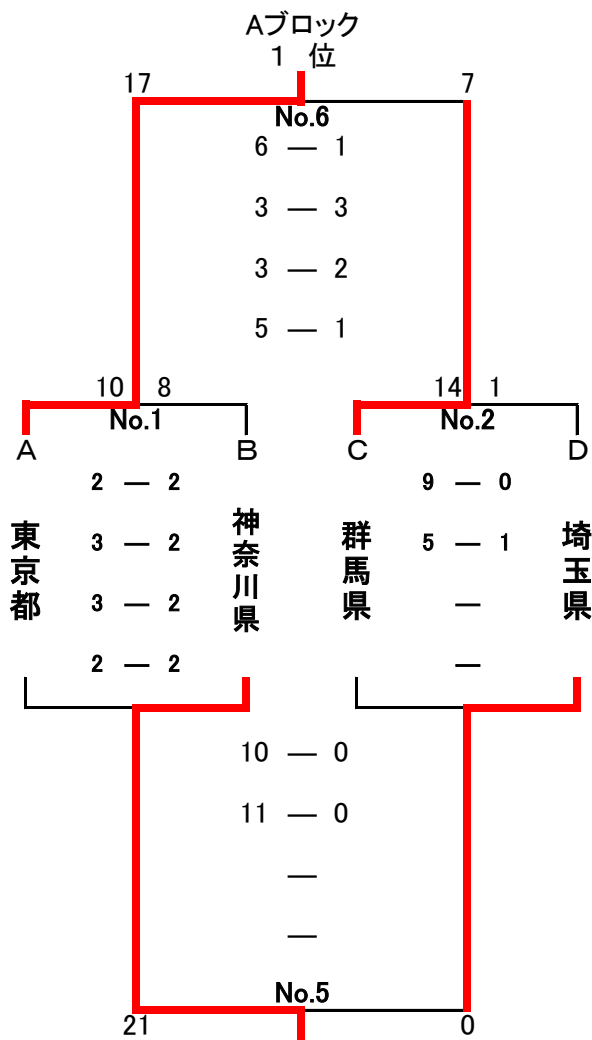 Aブロック
1 位
17 7
No.6
6 — 1
3 — 3
3 — 2
5 — 1
10 8 14 1
No.1 No.2
A B C D
東京都 神奈川県 群馬県 埼玉県
2 — 2 9 — 0
3 — 2 5 — 1
3 — 2 —
2 — 2 —
10 — 0
11 — 0
—
—
No.5
21 0